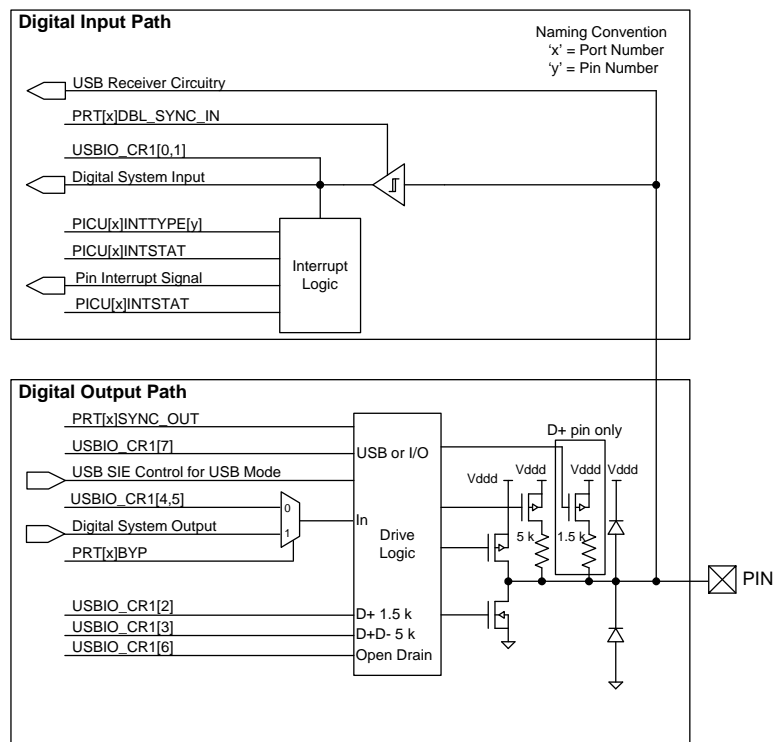 Digital Input Path
Naming Convention
'x' = Port Number
'y' = Pin Number
USB Receiver Circuitry
PRT[x]DBL_SYNC_IN
USBIO_CR1[0,1]
Digital System Input
PICU[x]INTTYPE[y]
PICU[x]INTSTAT
Pin Interrupt Signal
PICU[x]INTSTAT
Interrupt
Logic
Digital Output Path
PRT[x]SYNC_OUT
USBIO_CR1[7]
USB SIE Control for USB Mode
USBIO_CR1[4,5]
Digital System Output
PRT[x]BYP
0
1
USB or I/O
In
Drive
Logic
D+ pin only
Vddd
Vddd
Vddd
Vddd
5 k
1.5 k
PIN
USBIO_CR1[2]
USBIO_CR1[3]
USBIO_CR1[6]
D+ 1.5 k
D+D- 5 k
Open Drain